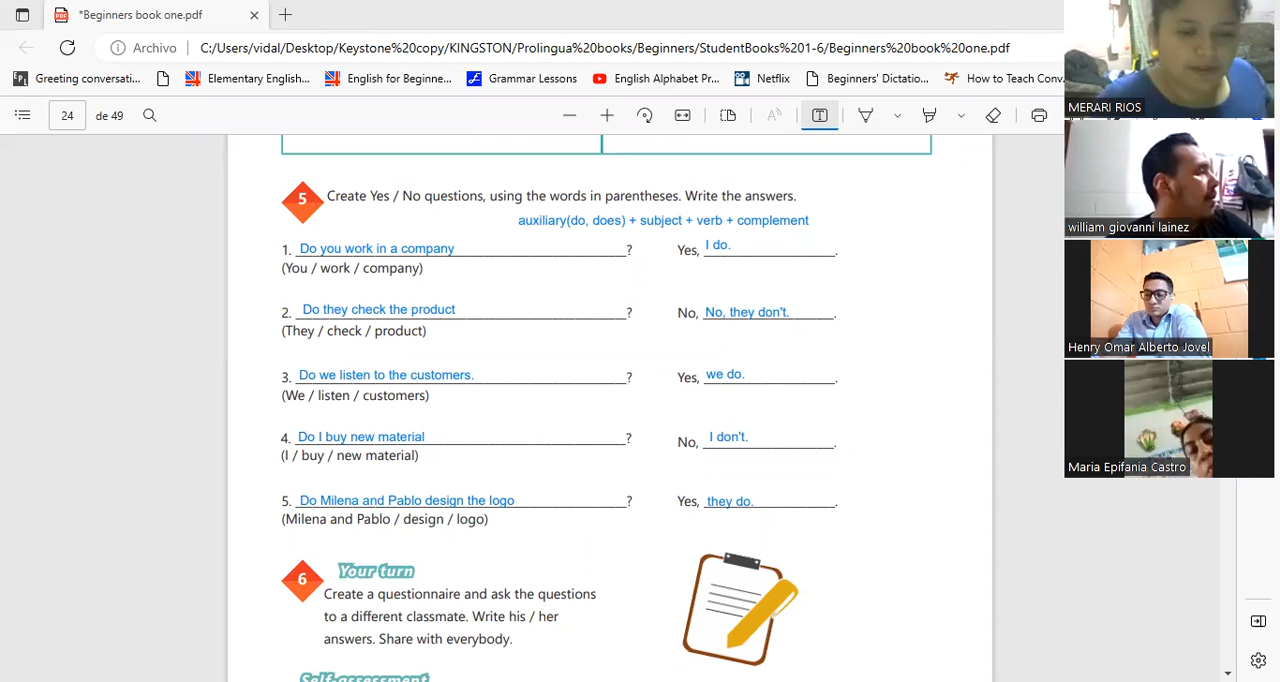 *Beginners book one.pdf
Archivo C:/Users/vidal/Desktop/Keystone%20copy/KINGSTON/Prolingua%20books/Beginners/StudentBooks%201-6/Beginners%20book%20one.pdf
Greeting conversati... Elementary English... English for Beginne... Grammar Lessons English Alphabet Pr... Netflix Beginners' Dictatio... How to Teach Conv
24 de 49
MERARI RIOS
william giovanni lainez
Henry Omar Alberto Jovel
Maria Epifania Castro
5 Create Yes / No questions, using the words in parentheses. Write the answers.
auxiliary(do, does) + subject + verb + complement
1. Do you work in a company ? Yes, I do. .
(You / work / company)
2. Do they check the product ? No, No, they don't. .
(They / check / product)
3. Do we listen to the customers. ? Yes, we do. .
(We / listen / customers)
4. Do I buy new material ? No, I don't. .
(I / buy / new material)
5. Do Milena and Pablo design the logo ? Yes, they do. .
(Milena and Pablo / design / logo)
6 Your turn
Create a questionnaire and ask the questions
to a different classmate. Write his / her
answers. Share with everybody.
Self-assessment